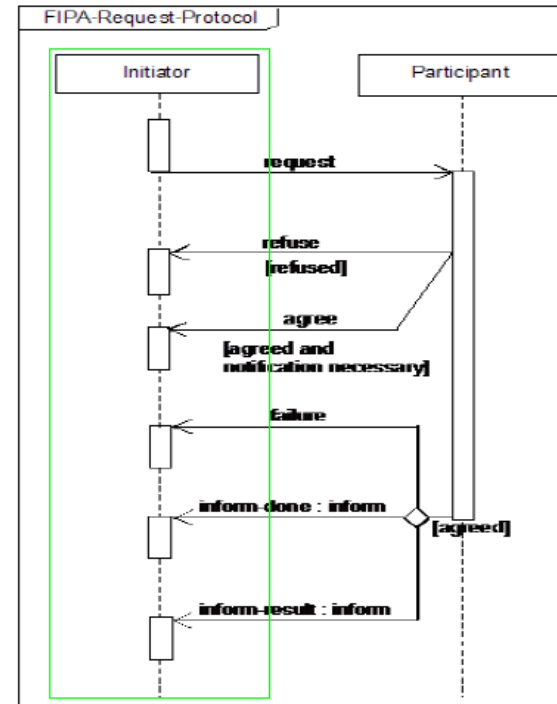 FIPA-Request-Protocol
Initiator
Participant
request
refuse
[refused]
agree
[agreed and
notification necessary]
failure
inform-done : inform
[agreed]
inform-result : inform